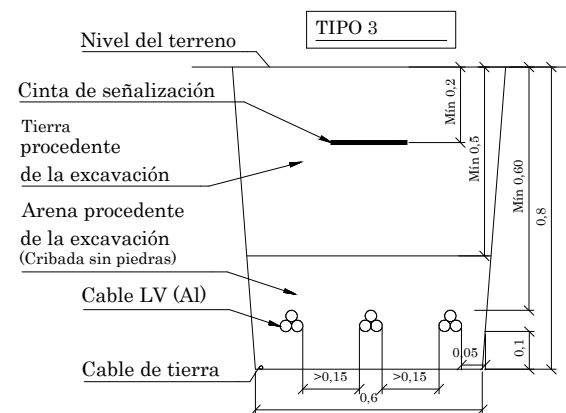 TIPO 3
Nivel del terreno
Cinta de señalización
Tierra
procedente
de la excavación
Arena procedente
de la excavación
(Cribada sin piedras)
Cable LV (Al)
Cable de tierra
Mín 0,2
Mín 0,5
Mín 0,60
0,8
0,05
0,1
>0,15
>0,15
0,6